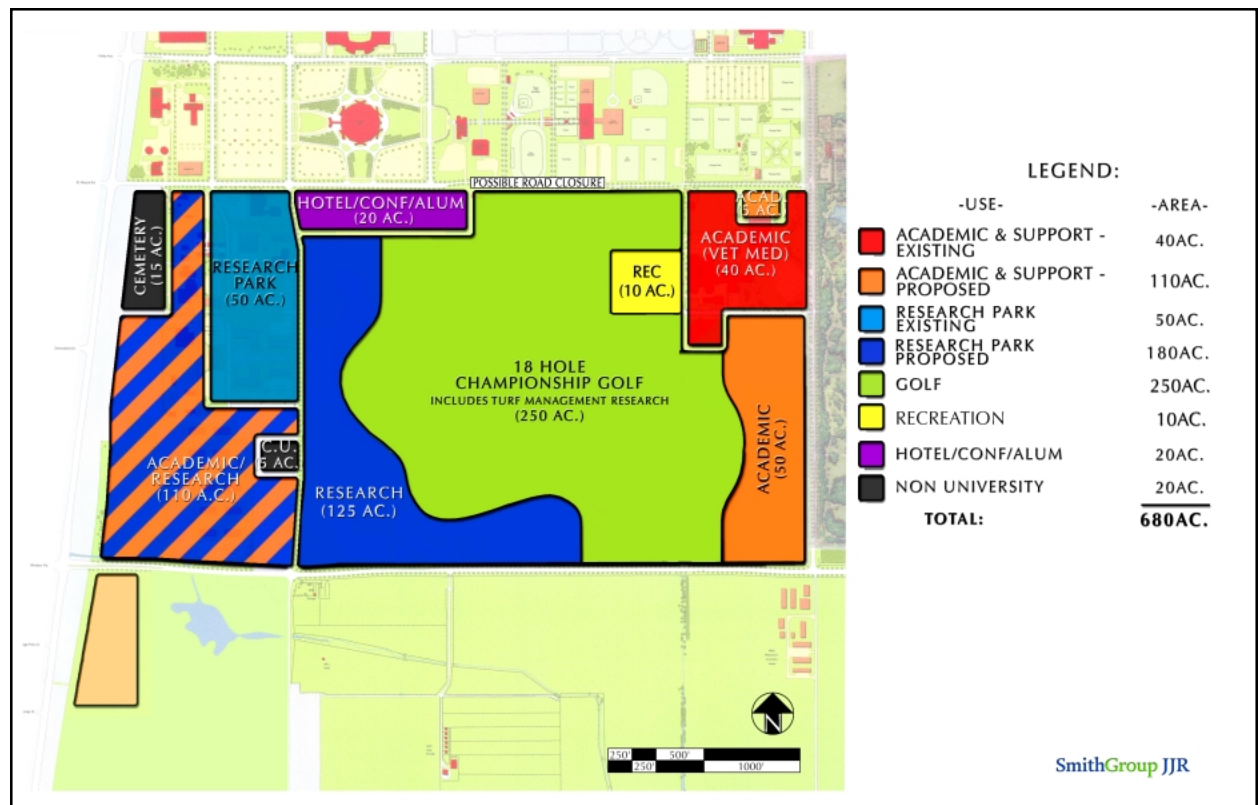 POSSIBLE ROAD CLOSURE
HOTEL/CONF/ALUM
(20 AC.)
ACAD.
5 AC.
CEMETERY
(15 AC.)
RESEARCH
PARK
(50 AC.)
ACADEMIC
(VET MED)
(40 AC.)
REC
(10 AC.)
18 HOLE
CHAMPIONSHIP GOLF
INCLUDES TURF MANAGEMENT RESEARCH
(250 AC.)
C.U.
5 AC.
ACADEMIC/
RESEARCH
(110 A.C.)
RESEARCH
(125 AC.)
ACADEMIC
(50 AC.)
250' 500'
250' 1000'
N
LEGEND:
-USE- -AREA-
ACADEMIC & SUPPORT - EXISTING 40AC.
ACADEMIC & SUPPORT - PROPOSED 110AC.
RESEARCH PARK EXISTING 50AC.
RESEARCH PARK PROPOSED 180AC.
GOLF 250AC.
RECREATION 10AC.
HOTEL/CONF/ALUM 20AC.
NON UNIVERSITY 20AC.
TOTAL: 680AC.
SmithGroup JJR